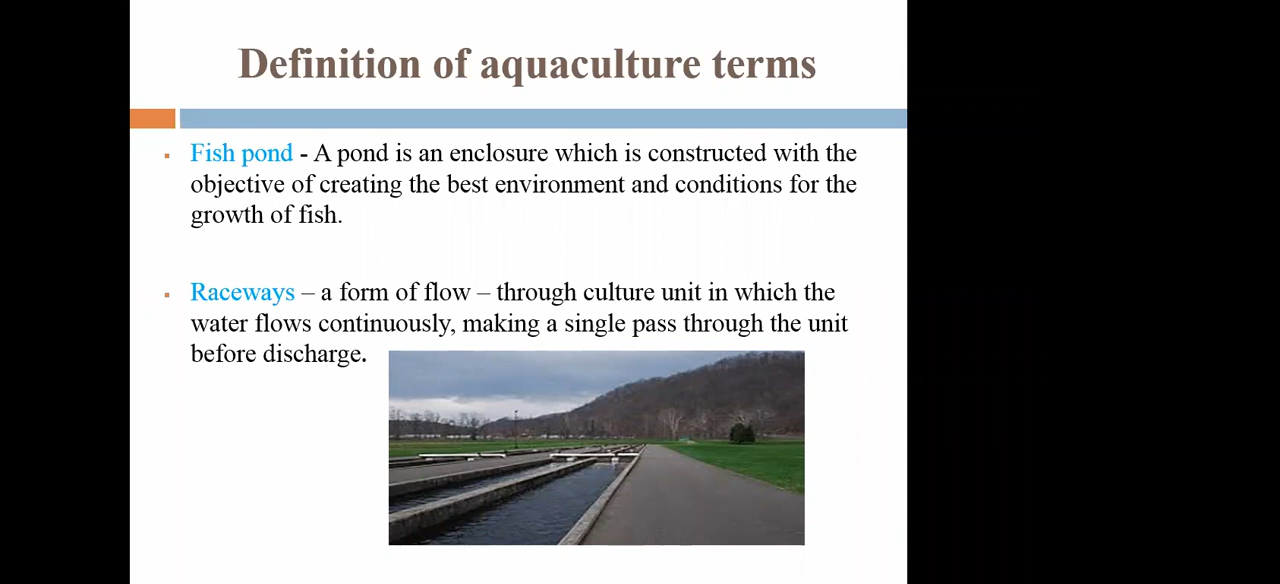 Definition of aquaculture terms
Fish pond - A pond is an enclosure which is constructed with the
objective of creating the best environment and conditions for the
growth of fish.
Raceways – a form of flow – through culture unit in which the
water flows continuously, making a single pass through the unit
before discharge.